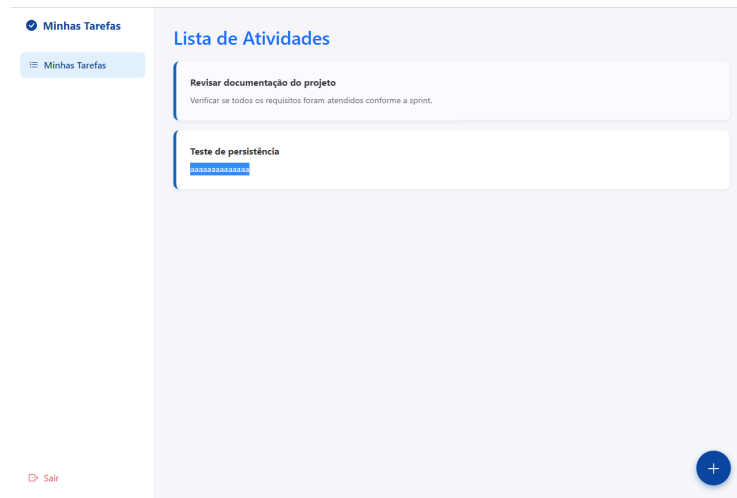 Minhas Tarefas
Minhas Tarefas
Lista de Atividades
Revisar documentação do projeto
Verificar se todos os requisitos foram atendidos conforme a sprint.
Teste de persistência
aaaaaaaaaaaaaa
Sair
+